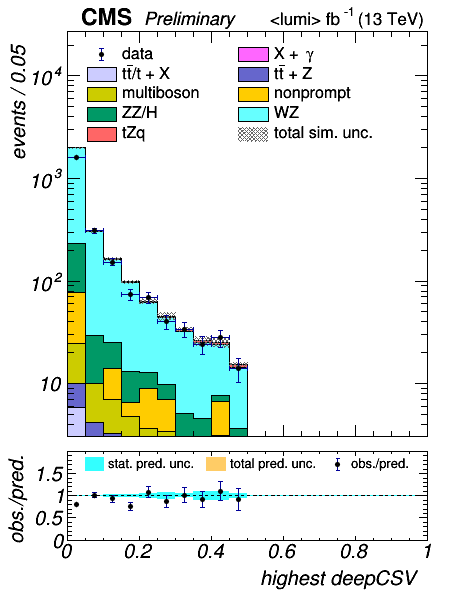 CMS Preliminary <lumi> fb⁻¹ (13 TeV)
events / 0.05
data
X + γ
tt̄/t + X
tt̄ + Z
multiboson
nonprompt
ZZ/H
WZ
tZ̄q
total sim. unc.
10⁴
10³
10²
10
obs./pred.
stat. pred. unc. total pred. unc. obs./pred.
1.5
1
0.5
0
0 0.2 0.4 0.6 0.8 1
highest deepCSV